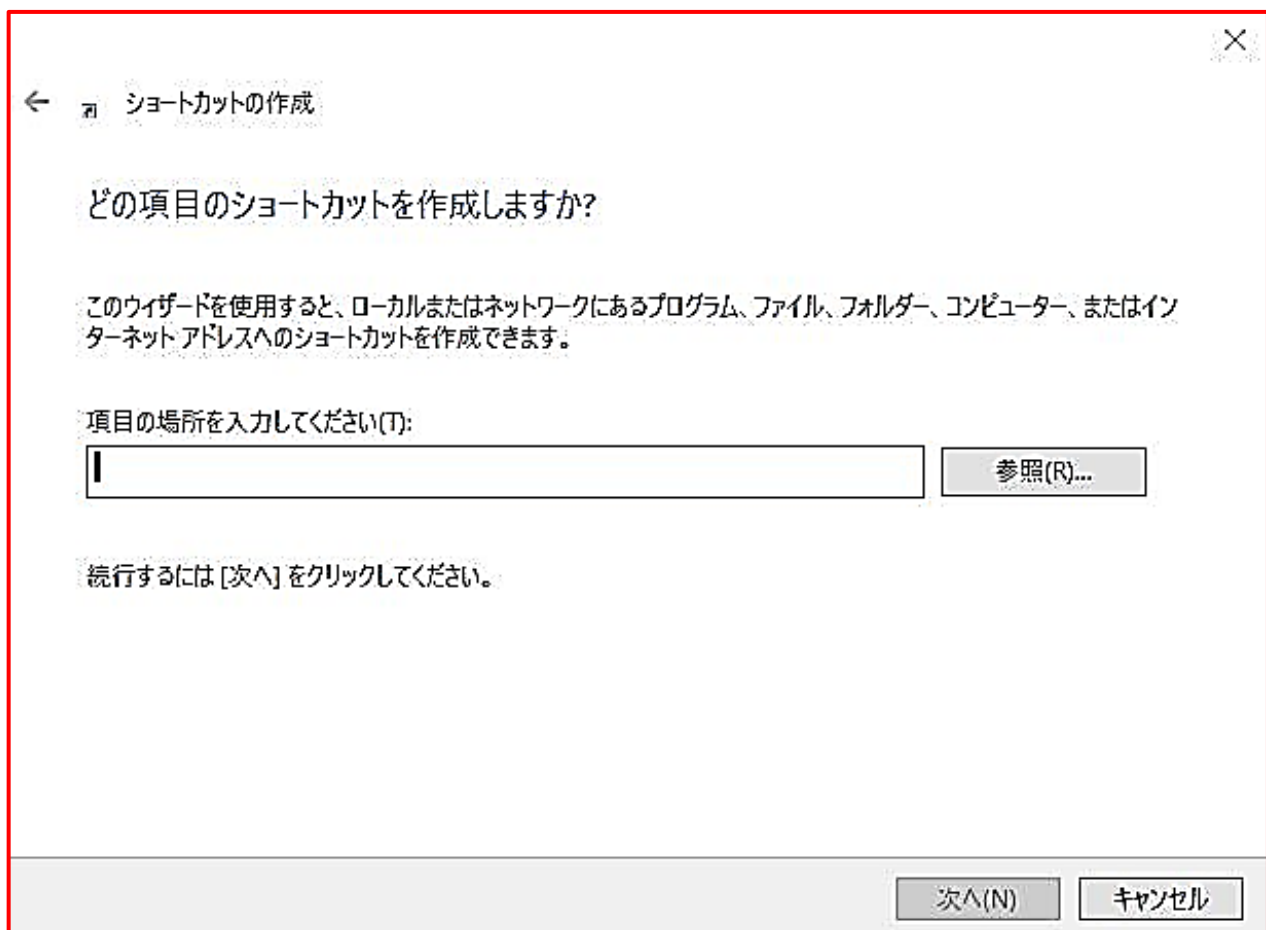 ショートカットの作成
どの項目のショートカットを作成しますか?
このウィザードを使用すると、ローカルまたはネットワークにあるプログラム、ファイル、フォルダー、コンピューター、またはイン
ターネット アドレスへのショートカットを作成できます。
項目の場所を入力してください(T):
参照(R)...
続行するには [次へ] をクリックしてください。
次へ(N)
キャンセル